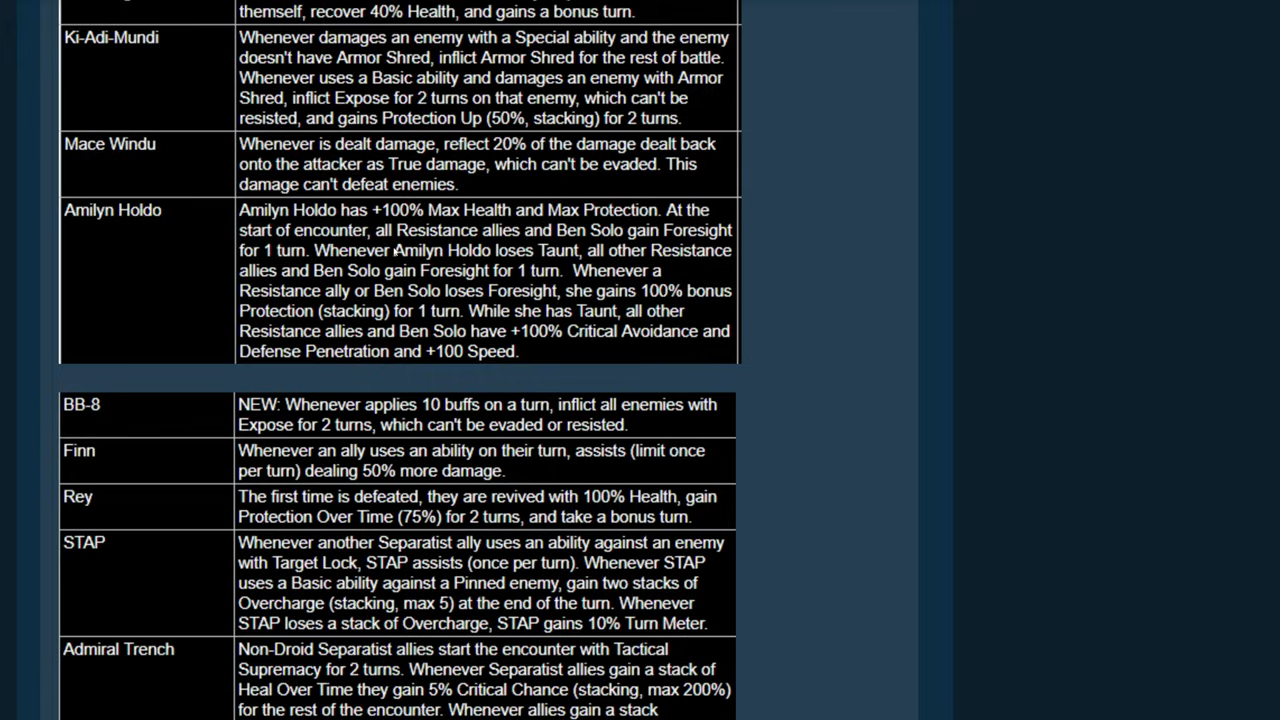 themself, recover 40% Health, and gains a bonus turn.
Ki-Adi-Mundi
Whenever damages an enemy with a Special ability and the enemy
doesn't have Armor Shred, inflict Armor Shred for the rest of battle.
Whenever uses a Basic ability and damages an enemy with Armor
Shred, inflict Expose for 2 turns on that enemy, which can't be
resisted, and gains Protection Up (50%, stacking) for 2 turns.
Mace Windu
Whenever is dealt damage, reflect 20% of the damage dealt back
onto the attacker as True damage, which can't be evaded. This
damage can't defeat enemies.
Amilyn Holdo
Amilyn Holdo has +100% Max Health and Max Protection. At the
start of encounter, all Resistance allies and Ben Solo gain Foresight
for 1 turn. Whenever Amilyn Holdo loses Taunt, all other Resistance
allies and Ben Solo gain Foresight for 1 turn.  Whenever a
Resistance ally or Ben Solo loses Foresight, she gains 100% bonus
Protection (stacking) for 1 turn. While she has Taunt, all other
Resistance allies and Ben Solo have +100% Critical Avoidance and
Defense Penetration and +100 Speed.
BB-8
NEW: Whenever applies 10 buffs on a turn, inflict all enemies with
Expose for 2 turns, which can't be evaded or resisted.
Finn
Whenever an ally uses an ability on their turn, assists (limit once
per turn) dealing 50% more damage.
Rey
The first time is defeated, they are revived with 100% Health, gain
Protection Over Time (75%) for 2 turns, and take a bonus turn.
STAP
Whenever another Separatist ally uses an ability against an enemy
with Target Lock, STAP assists (once per turn). Whenever STAP
uses a Basic ability against a Pinned enemy, gain two stacks of
Overcharge (stacking, max 5) at the end of the turn. Whenever
STAP loses a stack of Overcharge, STAP gains 10% Turn Meter.
Admiral Trench
Non-Droid Separatist allies start the encounter with Tactical
Supremacy for 2 turns. Whenever Separatist allies gain a stack of
Heal Over Time they gain 5% Critical Chance (stacking, max 200%)
for the rest of the encounter. Whenever allies gain a stack